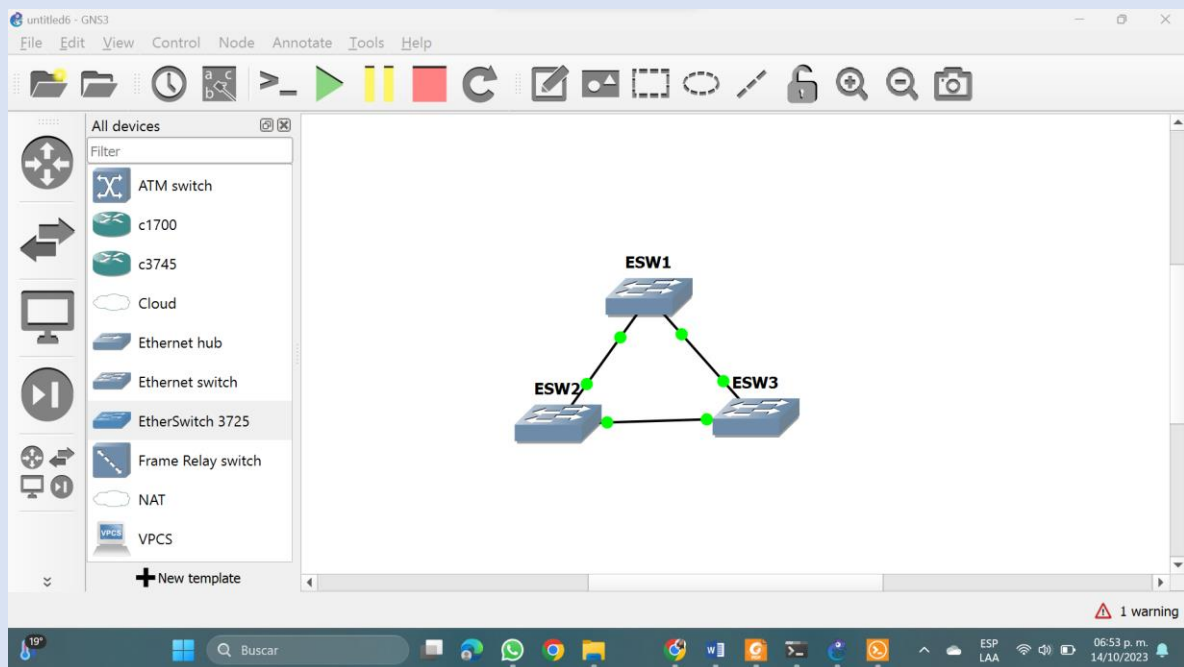 untitled6 - GNS3
File Edit View Control Node Annotate Tools Help
All devices
Filter
ATM switch
c1700
c3745
Cloud
Ethernet hub
Ethernet switch
EtherSwitch 3725
Frame Relay switch
NAT
VPCS
VPCS
New template
ESW1
ESW2
ESW3
1 warning
19°
Buscar
ESP
LAA
06:53 p. m.
14/10/2023